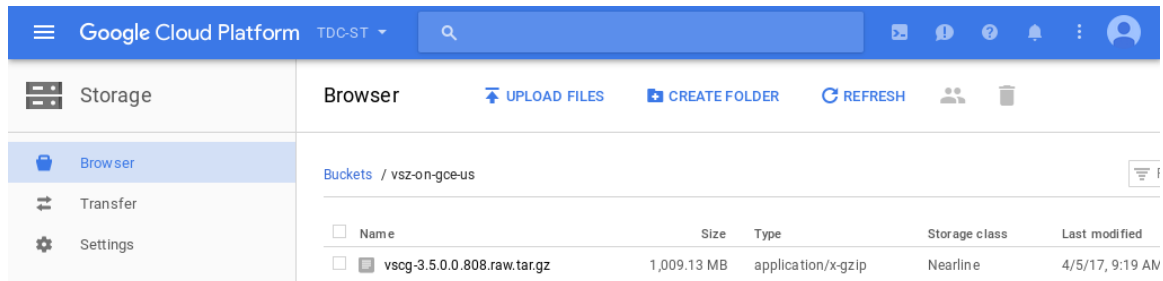 Google Cloud Platform TDC-ST
Storage Browser UPLOAD FILES CREATE FOLDER REFRESH
Browser
Transfer
Settings
Buckets / vsz-on-gce-us
Name Size Type Storage class Last modified
vscg-3.5.0.0.808.raw.tar.gz 1,009.13 MB application/x-gzip Nearline 4/5/17, 9:19 AM